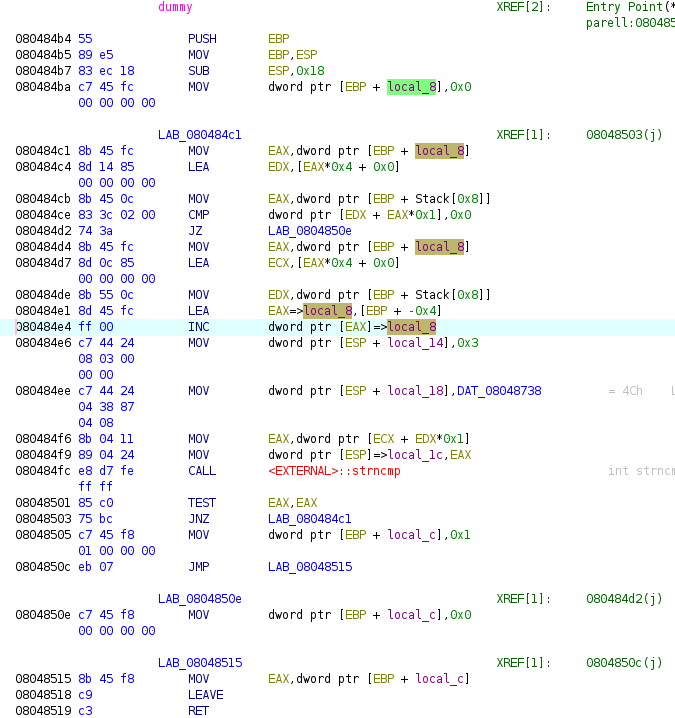 dummy XREF[2]: Entry Point(*
parell:080485
080484b4 55 PUSH EBP
080484b5 89 e5 MOV EBP,ESP
080484b7 83 ec 18 SUB ESP,0x18
080484ba c7 45 fc MOV dword ptr [EBP + local_8],0x0
00 00 00 00
LAB_080484c1 XREF[1]: 08048503(j)
080484c1 8b 45 fc MOV EAX,dword ptr [EBP + local_8]
080484c4 8d 14 85 LEA EDX,[EAX*0x4 + 0x0]
00 00 00 00
080484cb 8b 45 0c MOV EAX,dword ptr [EBP + Stack[0x8]]
080484ce 83 3c 02 00 CMP dword ptr [EDX + EAX*0x1],0x0
080484d2 74 3a JZ LAB_0804850e
080484d4 8b 45 fc MOV EAX,dword ptr [EBP + local_8]
080484d7 8d 0c 85 LEA ECX,[EAX*0x4 + 0x0]
00 00 00 00
080484de 8b 55 0c MOV EDX,dword ptr [EBP + Stack[0x8]]
080484e1 8d 45 fc LEA EAX=>local_8,[EBP + -0x4]
080484e4 ff 00 INC dword ptr [EAX]=>local_8
080484e6 c7 44 24 MOV dword ptr [ESP + local_14],0x3
08 03 00
00 00
080484ee c7 44 24 MOV dword ptr [ESP + local_18],DAT_08048738 = 4Ch
04 38 87
04 08
080484f6 8b 04 11 MOV EAX,dword ptr [ECX + EDX*0x1]
080484f9 89 04 24 MOV dword ptr [ESP]=>local_1c,EAX
080484fc e8 d7 fe CALL <EXTERNAL>::strncmp int strncm
ff ff
08048501 85 c0 TEST EAX,EAX
08048503 75 bc JNZ LAB_080484c1
08048505 c7 45 f8 MOV dword ptr [EBP + local_c],0x1
01 00 00 00
0804850c eb 07 JMP LAB_08048515
LAB_0804850e XREF[1]: 080484d2(j)
0804850e c7 45 f8 MOV dword ptr [EBP + local_c],0x0
00 00 00 00
LAB_08048515 XREF[1]: 0804850c(j)
08048515 8b 45 f8 MOV EAX,dword ptr [EBP + local_c]
08048518 c9 LEAVE
08048519 c3 RET